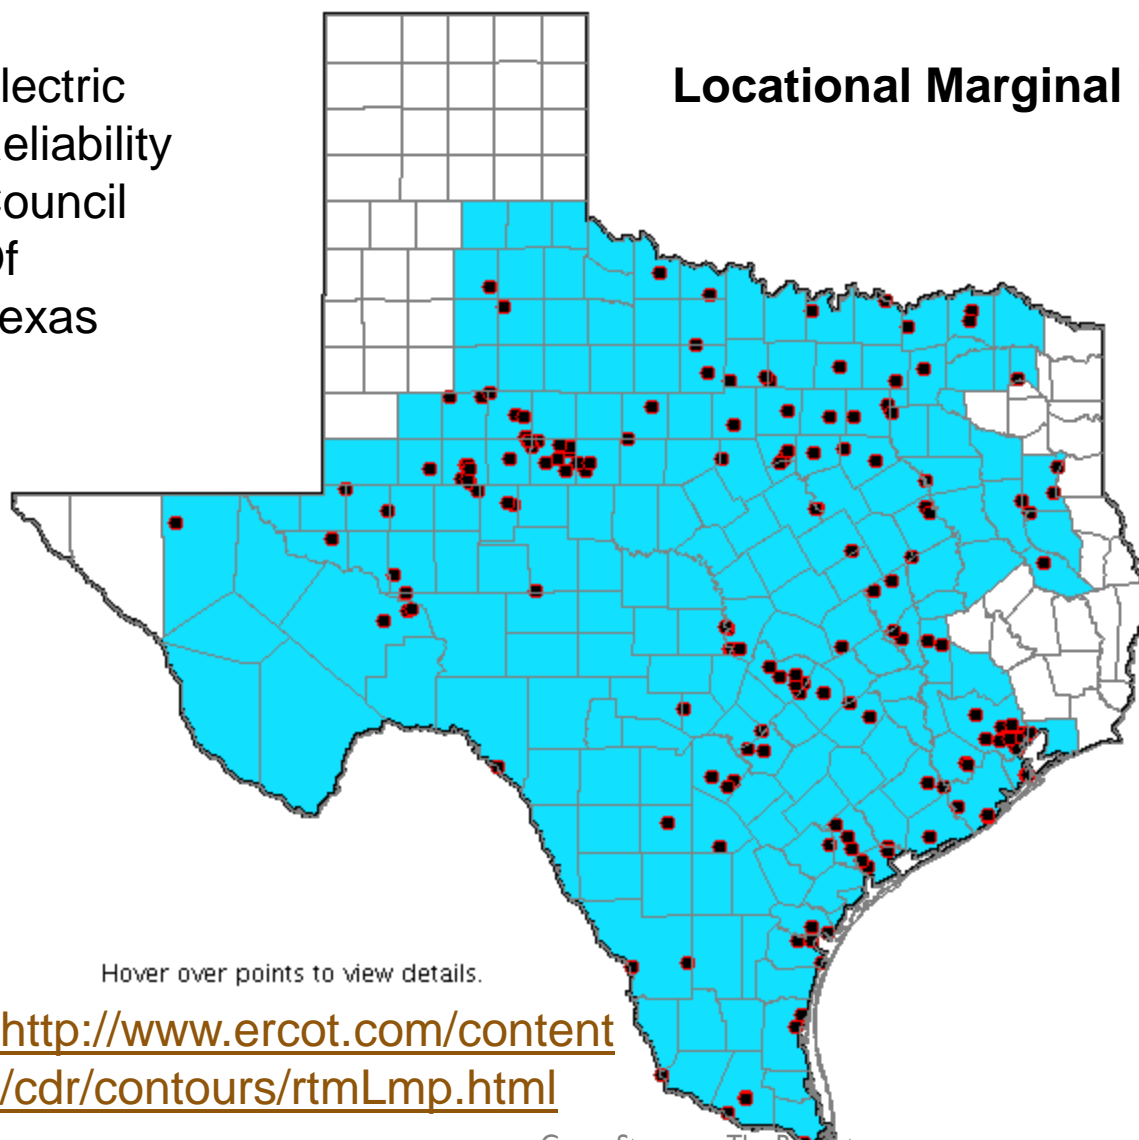 lectric
eliability
ouncil
f
exas
Locational Marginal
Hover over points to view details.
http://www.ercot.com/content
/cdr/contours/rtmLmp.html